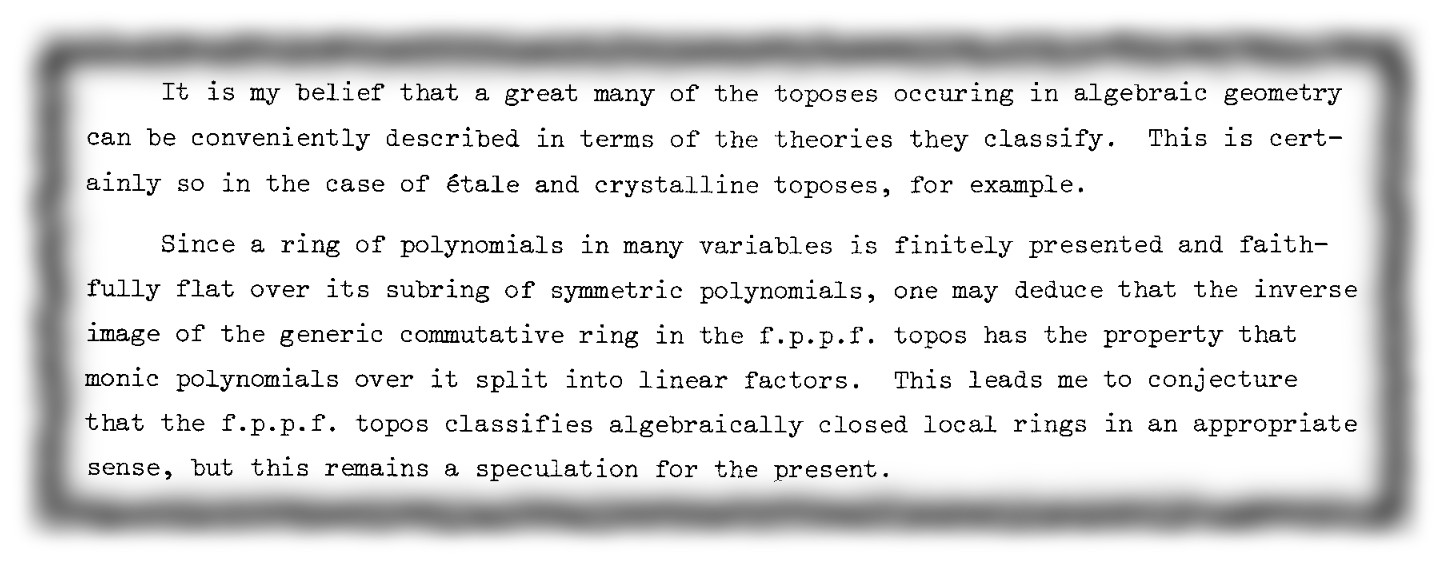 It is my belief that a great many of the toposes occuring in algebraic geometry
can be conveniently described in terms of the theories they classify. This is cert-
ainly so in the case of étale and crystalline toposes, for example.
Since a ring of polynomials in many variables is finitely presented and faith-
fully flat over its subring of symmetric polynomials, one may deduce that the inverse
image of the generic commutative ring in the f.p.p.f. topos has the property that
monic polynomials over it split into linear factors. This leads me to conjecture
that the f.p.p.f. topos classifies algebraically closed local rings in an appropriate
sense, but this remains a speculation for the present.